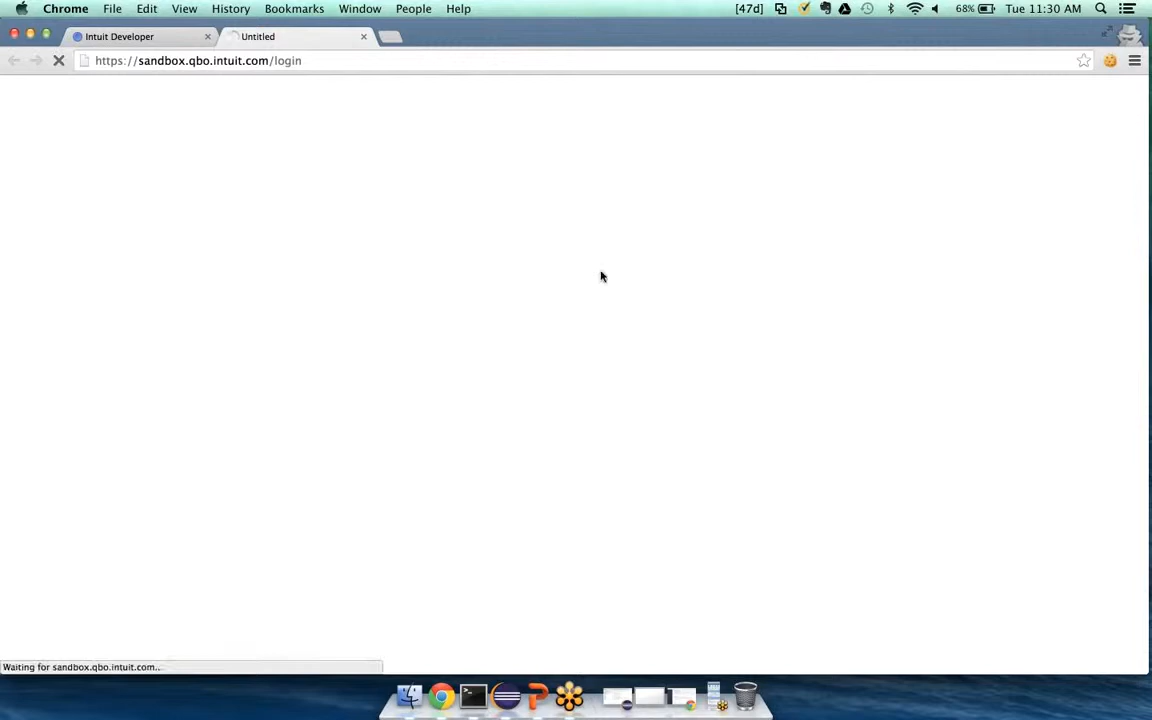 Chrome File Edit View History Bookmarks Window People Help [47d] 68% Tue 11:30 AM
Intuit Developer Untitled
https://sandbox.qbo.intuit.com/login
Waiting for sandbox.qbo.intuit.com...